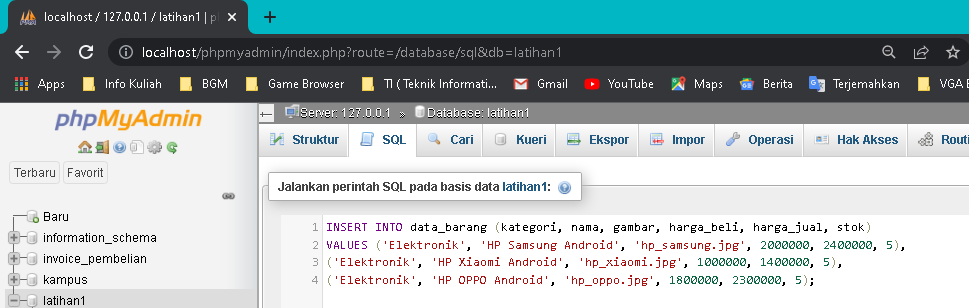 localhost / 127.0.0.1 / latihan1 | pl
localhost/phpmyadmin/index.php?route=/database/sql&db=latihan1
Apps Info Kuliah BGM Game Browser TI ( Teknik Informati... Gmail YouTube Maps Berita Terjemahkan VGA
phpMyAdmin
Terbaru Favorit
Baru
information_schema
invoice_pembelian
kampus
latihan1
Server: 127.0.0.1 » Database: latihan1
Struktur SQL Cari Kueri Ekspor Impor Operasi Hak Akses Routi
Jalankan perintah SQL pada basis data latihan1:
1 INSERT INTO data_barang (kategori, nama, gambar, harga_beli, harga_jual, stok)
2 VALUES ('Elektronik', 'HP Samsung Android', 'hp_samsung.jpg', 2000000, 2400000, 5),
3 ('Elektronik', 'HP Xiaomi Android', 'hp_xiaomi.jpg', 1000000, 1400000, 5),
4 ('Elektronik', 'HP OPPO Android', 'hp_oppo.jpg', 1800000, 2300000, 5);